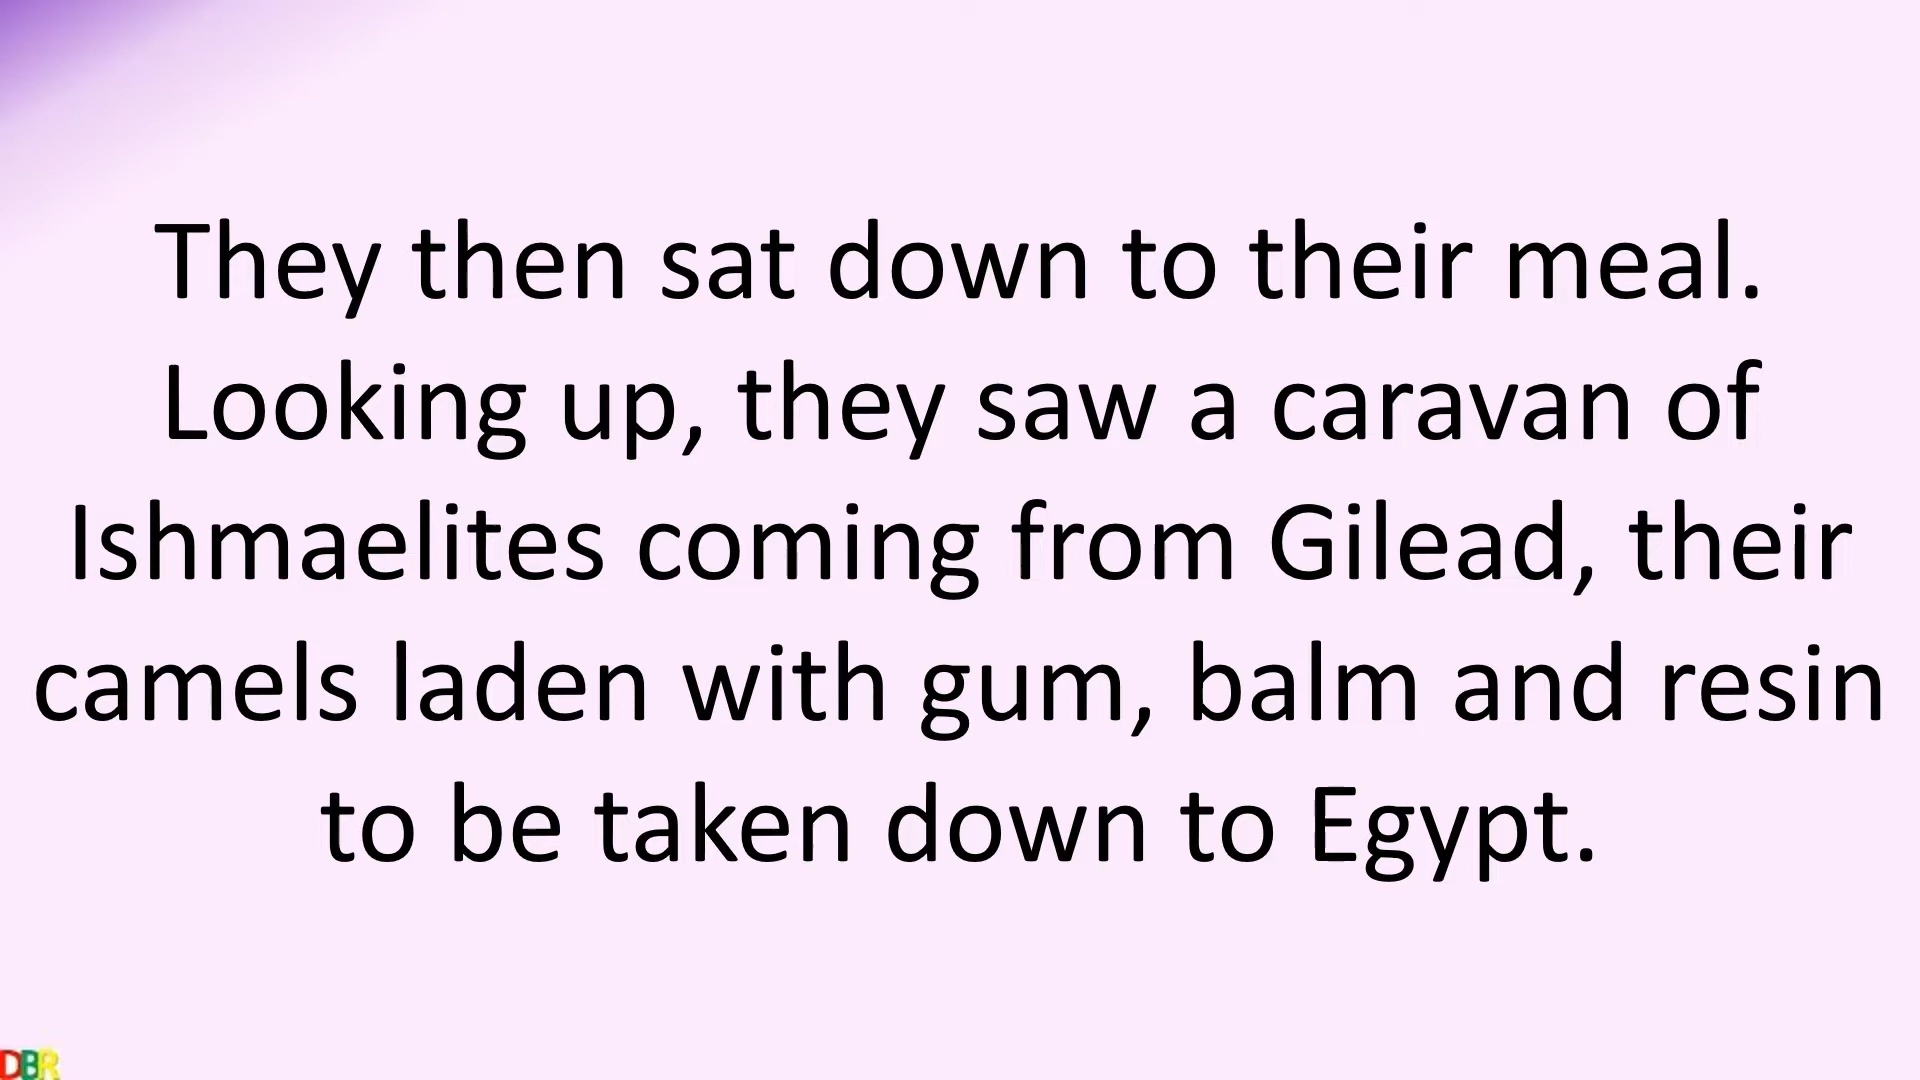 They then sat down to their meal.
Looking up, they saw a caravan of
Ishmaelites coming from Gilead, their
camels laden with gum, balm and resin
to be taken down to Egypt.
DBR